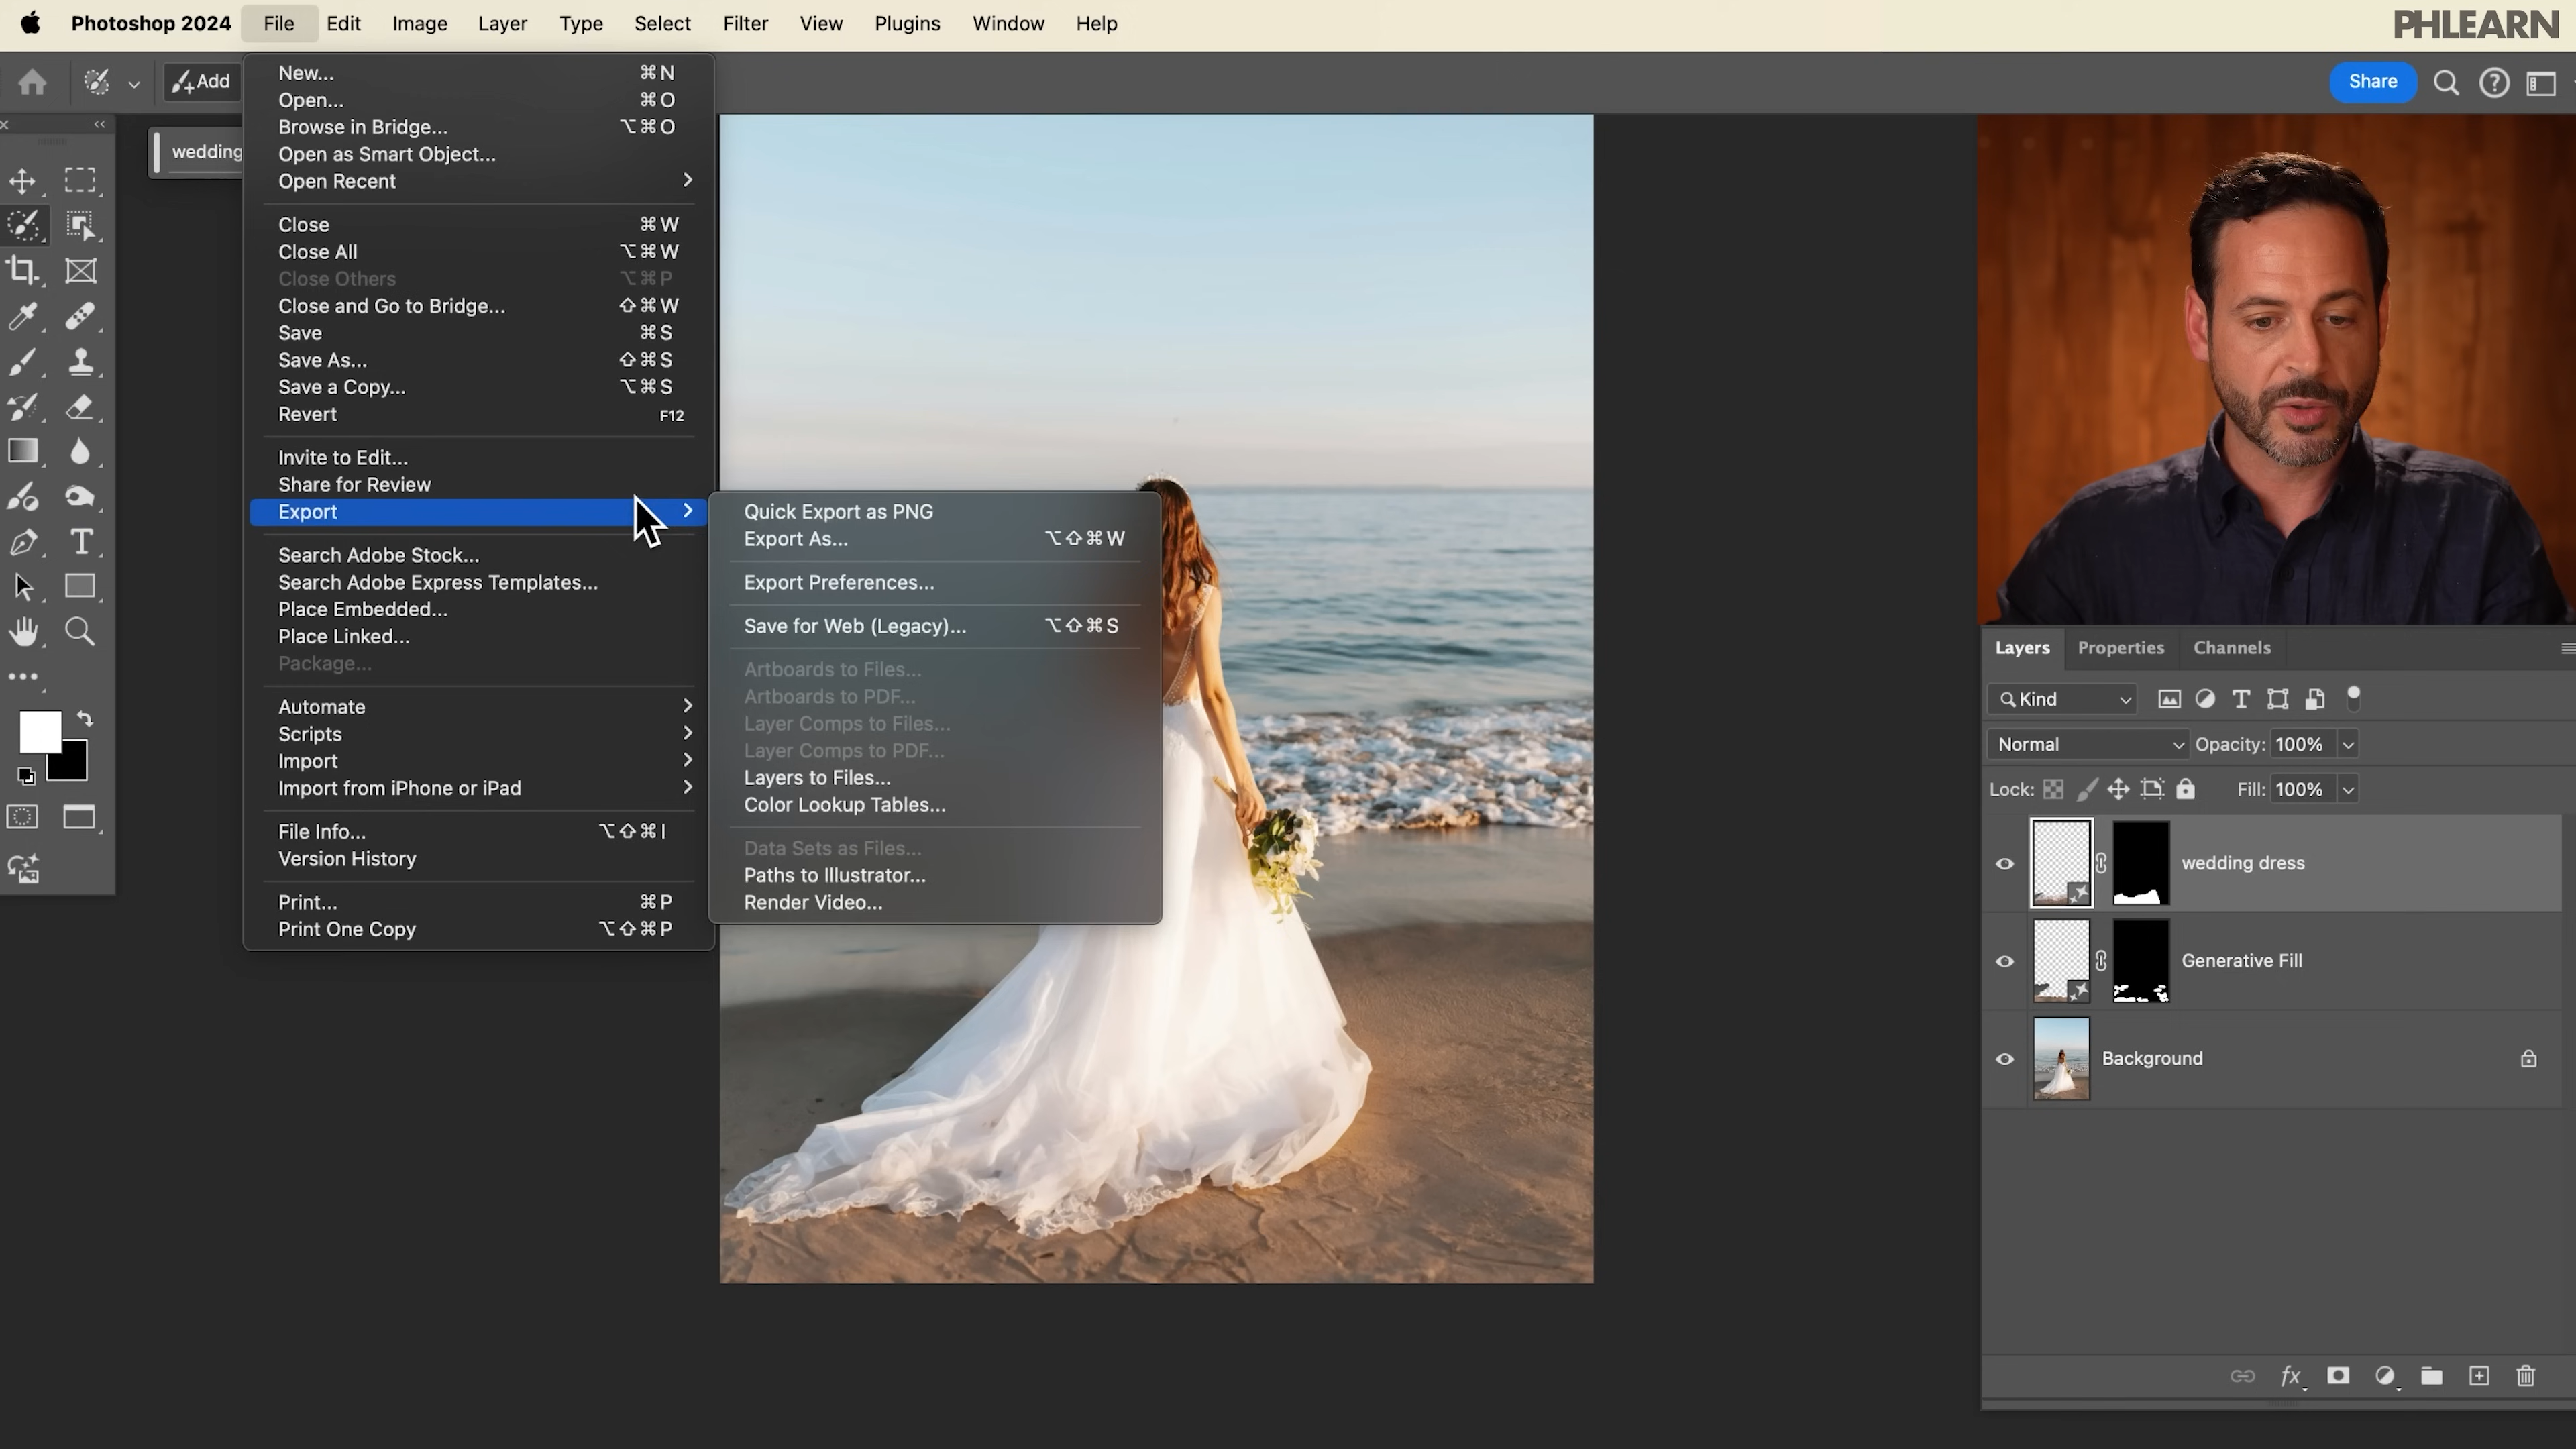 Photoshop 2024 File Edit Image Layer Type Select Filter View Plugins Window Help
PHLEARN
Add
Share
wedding
New... ⌘N
Open... ⌘O
Browse in Bridge... ⌥⌘O
Open as Smart Object...
Open Recent
Close ⌘W
Close All ⌥⌘W
Close Others ⌥⌘P
Close and Go to Bridge... ⇧⌘W
Save ⌘S
Save As... ⇧⌘S
Save a Copy... ⌥⌘S
Revert F12
Invite to Edit...
Share for Review
Export
Search Adobe Stock...
Search Adobe Express Templates...
Place Embedded...
Place Linked...
Package...
Automate
Scripts
Import
Import from iPhone or iPad
File Info... ⌥⇧⌘I
Version History
Print... ⌘P
Print One Copy ⌥⇧⌘P
Quick Export as PNG
Export As... ⌥⇧⌘W
Export Preferences...
Save for Web (Legacy)... ⌥⇧⌘S
Artboards to Files...
Artboards to PDF...
Layer Comps to Files...
Layer Comps to PDF...
Layers to Files...
Color Lookup Tables...
Data Sets as Files...
Paths to Illustrator...
Render Video...
Layers Properties Channels
Kind
Normal Opacity: 100%
Lock: Fill: 100%
wedding dress
Generative Fill
Background
fx